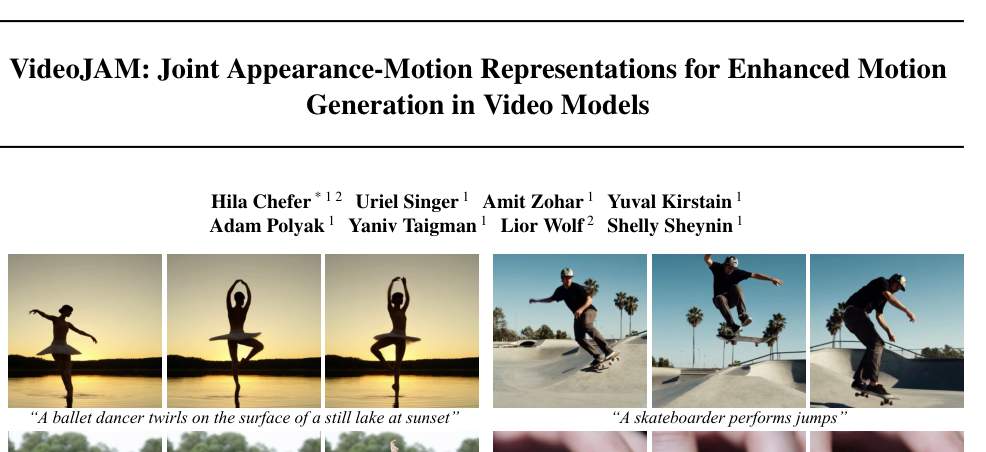 VideoJAM: Joint Appearance-Motion Representations for Enhanced Motion
Generation in Video Models
Hila Chefer * 1 2 Uriel Singer 1 Amit Zohar 1 Yuval Kirstain 1
Adam Polyak 1 Yaniv Taigman 1 Lior Wolf 2 Shelly Sheynin 1
“A ballet dancer twirls on the surface of a still lake at sunset”
“A skateboarder performs jumps”